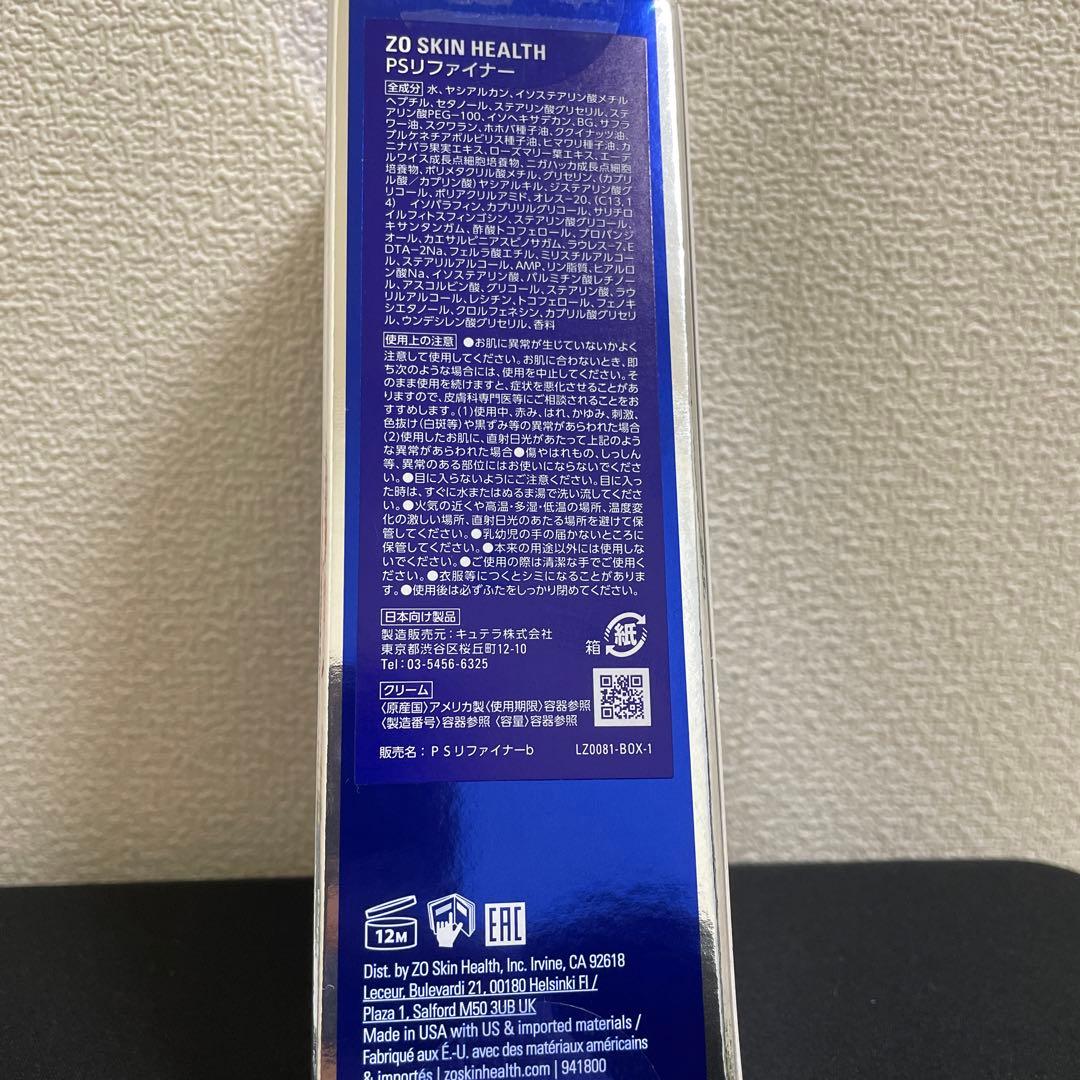 ZO SKIN HEALTH
PSリファイナー
全成分 水、ヤシアルカン、イソステアリン酸メチル
ヘプチル、セタノール、ステアリン酸グリセリル、ステ
アリン酸PEG-100、イソヘキサデカン、BG、サフラ
ワー油、スクワラン、ホホバ種子油、ククイナッツ油、
プルケネチアボルビリス種子油、ヒマワリ種子油、カ
ニナバラ果実エキス、ローズマリー葉エキス、エーデ
ルワイス成長点細胞培養物、ニガハッカ成長点細胞
培養物、ポリメタクリル酸メチル、グリセリン、(カプリ
ル酸/カプリン酸)ヤシアルキル、ジステアリン酸グ
リコール、ポリアクリルアミド、オレス-20、(C13,1
4) イソパラフィン、カプリリルグリコール、サリチロ
イルフィトスフィンゴシン、ステアリン酸グリコール、
キサンタンガム、酢酸トコフェロール、プロパンジ
オール、カエサルピニアスピノサガム、ラウレス-7、E
DTA-2Na、フェルラ酸エチル、ミリスチルアルコー
ル、ステアリルアルコール、AMP、リン脂質、ヒアルロ
ン酸Na、イソステアリン酸、パルミチン酸レチノー
ル、アスコルビン酸、グリコール、ステアリン酸、ラウ
リルアルコール、レシチン、トコフェロール、フェノキ
シエタノール、クロルフェネシン、カプリル酸グリセリ
ル、ウンデシレン酸グリセリル、香料
使用上の注意 ●お肌に異常が生じていないかよく
注意して使用してください。お肌に合わないとき、即
ち次のような場合には、使用を中止してください。そ
のまま使用を続けますと、症状を悪化させることがあ
りますので、皮膚科専門医等にご相談されることをお
すすめします。(1)使用中、赤み、はれ、かゆみ、刺激、
色抜け(白斑等)や黒ずみ等の異常があらわれた場合
(2)使用したお肌に、直射日光があたって上記のよう
な異常があらわれた場合●傷やはれもの、しっしん
等、異常のある部位にはお使いにならないでくださ
い。●目に入らないようにご注意ください。目に入っ
た時は、すぐに水またはぬるま湯で洗い流してくださ
い。●火気の近くや高温・多湿・低温の場所、温度変
化の激しい場所、直射日光のあたる場所を避けて保
管してください。●乳幼児の手の届かないところに
保管してください。●本来の用途以外には使用しな
いでください。●ご使用の際は清潔な手でご使用く
ださい。●衣服等につくとシミになることがありま
す。●使用後は必ずふたをしっかり閉めてください。
日本向け製品
製造販売元:キュテラ株式会社
東京都渋谷区桜丘町12-10
Tel:03-5456-6325
箱 紙
クリーム
〈原産国〉アメリカ製〈使用期限〉容器参照
〈製造番号〉容器参照 〈容量〉容器参照
販売名:PSリファイナーb LZ0081-BOX-1
12M EAC
Dist. by ZO Skin Health, Inc. Irvine, CA 92618
Leceur, Bulevardi 21, 00180 Helsinki FI /
Plaza 1, Salford M50 3UB UK
Made in USA with US & imported materials /
Fabriqué aux É.-U. avec des matériaux américains
& importés | zoskinhealth.com | 941800